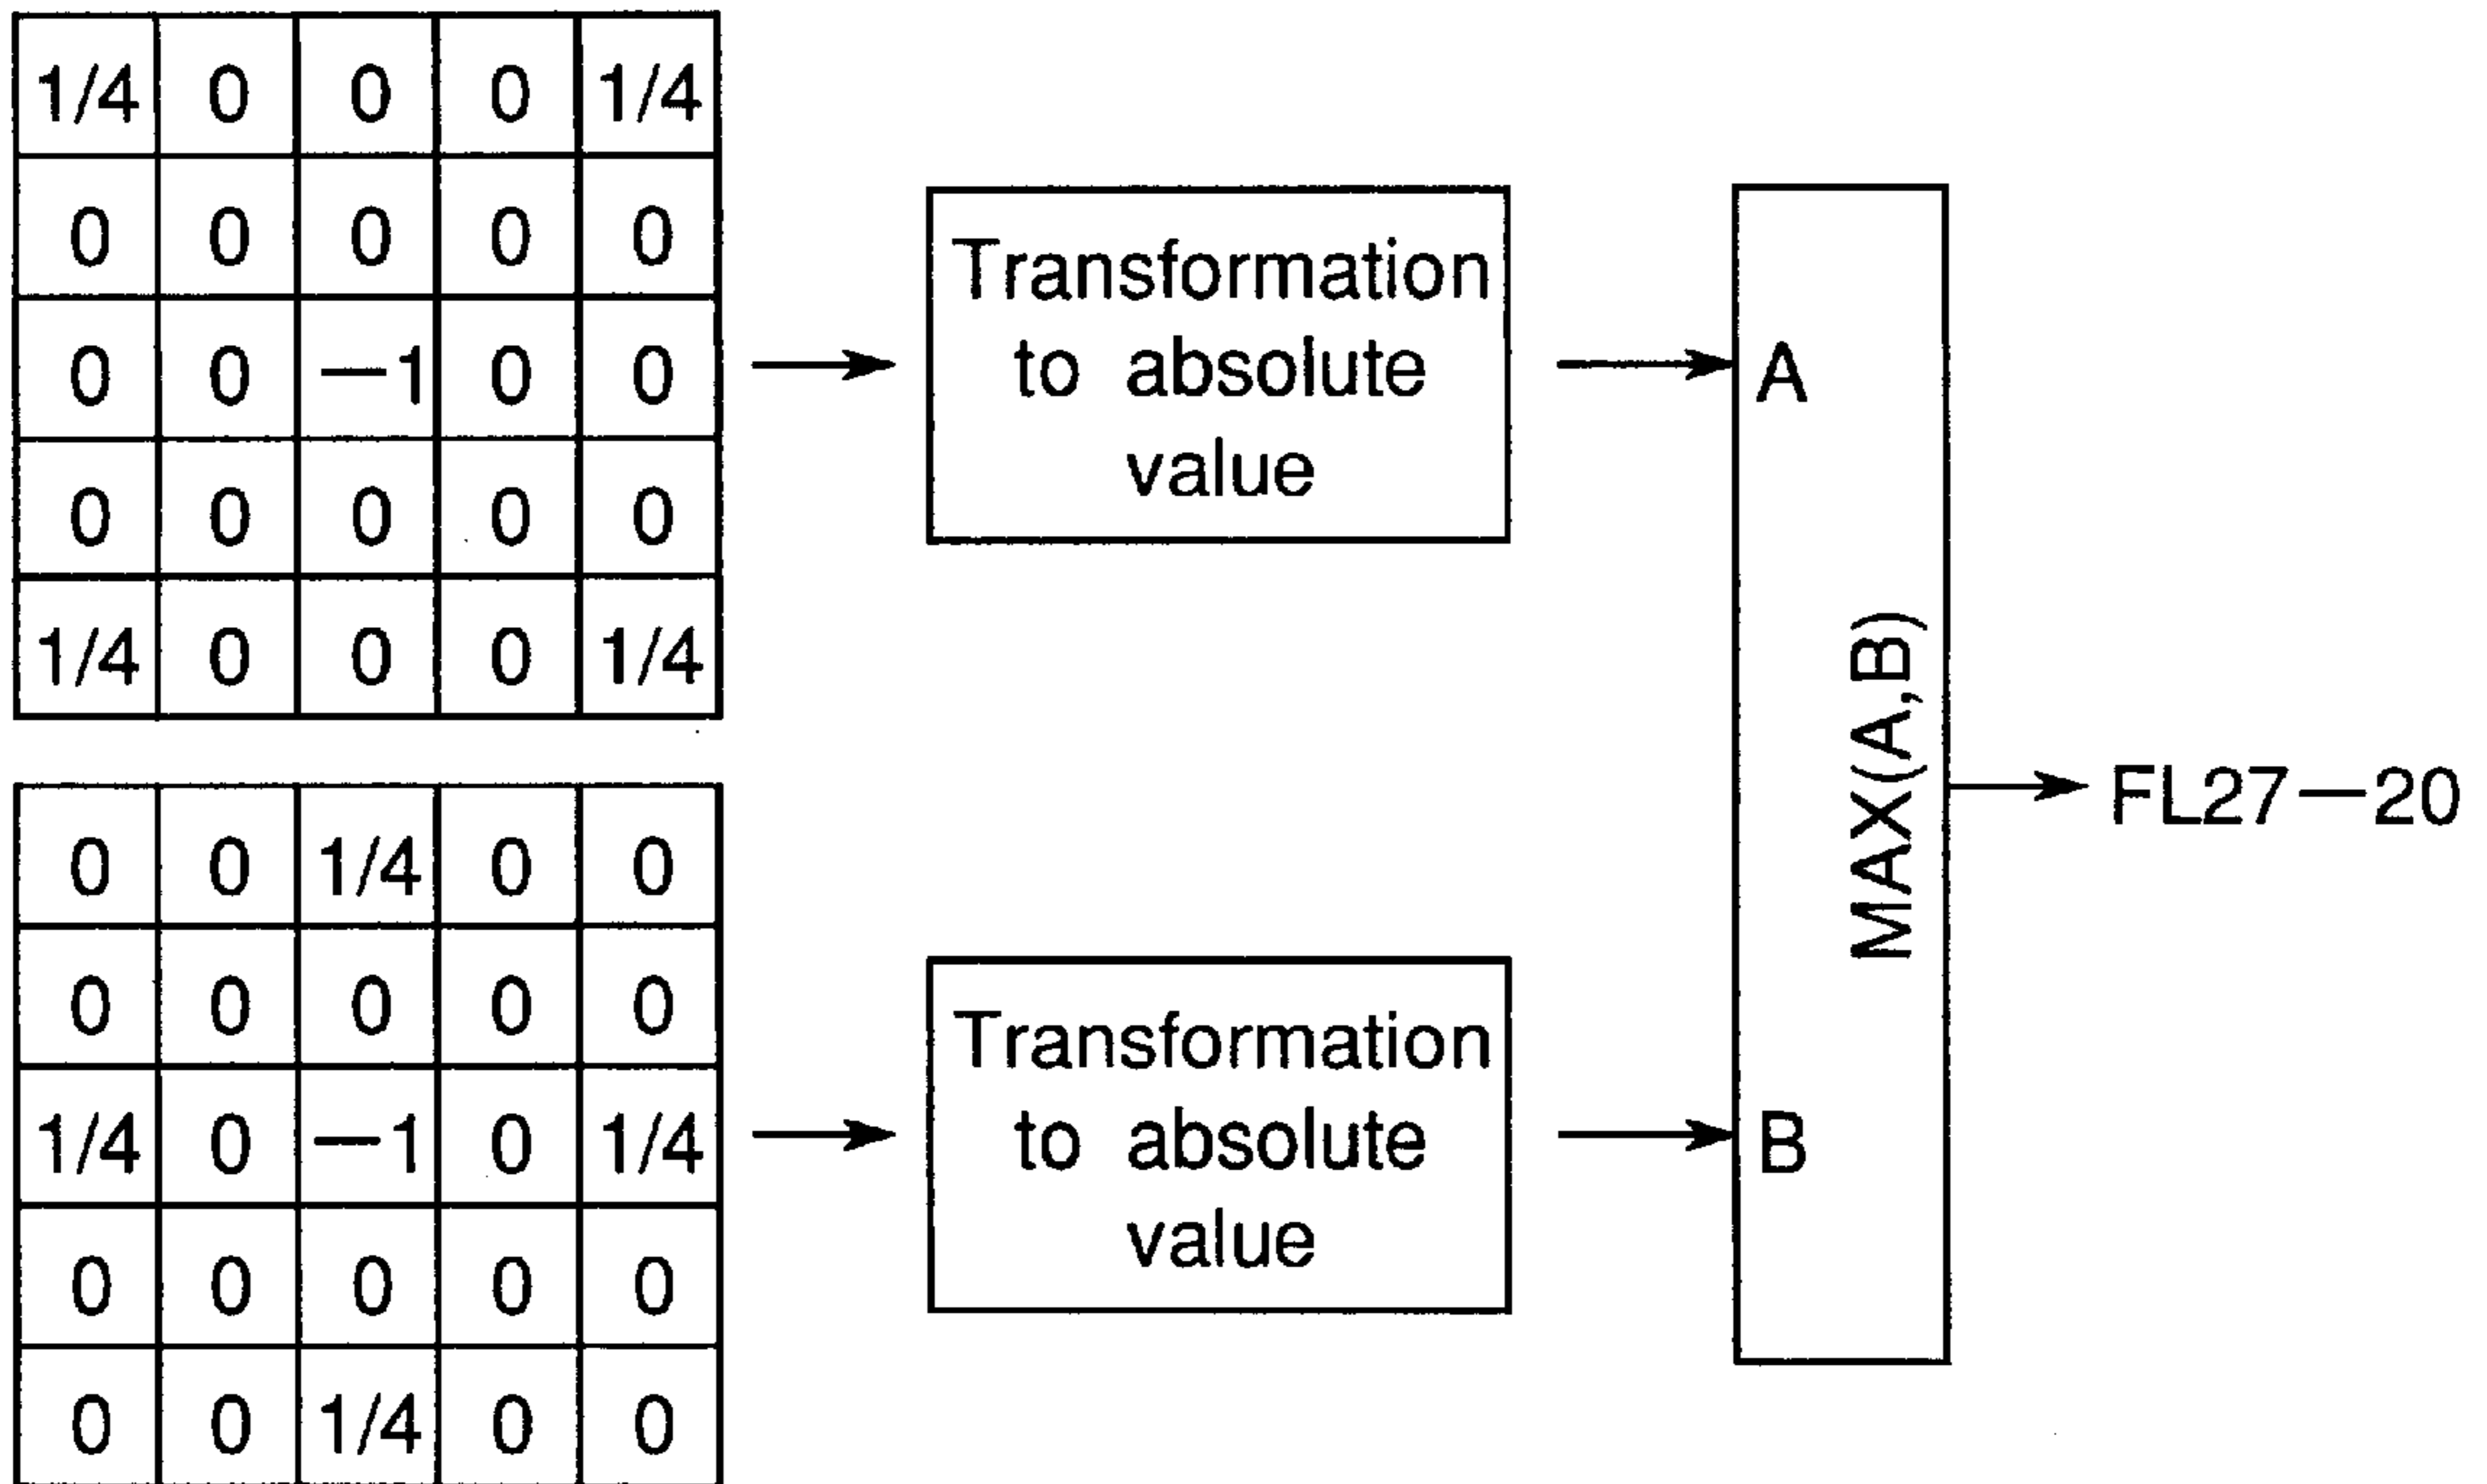 1/4 0 0 0 1/4
0 0 0 0 0
0 0 —1 0 0
0 0 0 0 0
1/4 0 0 0 1/4
Transformation
to absolute
value
A
0 0 1/4 0 0
0 0 0 0 0
1/4 0 —1 0 1/4
0 0 0 0 0
0 0 1/4 0 0
Transformation
to absolute
value
B
MAX(A,B)
FL27—20